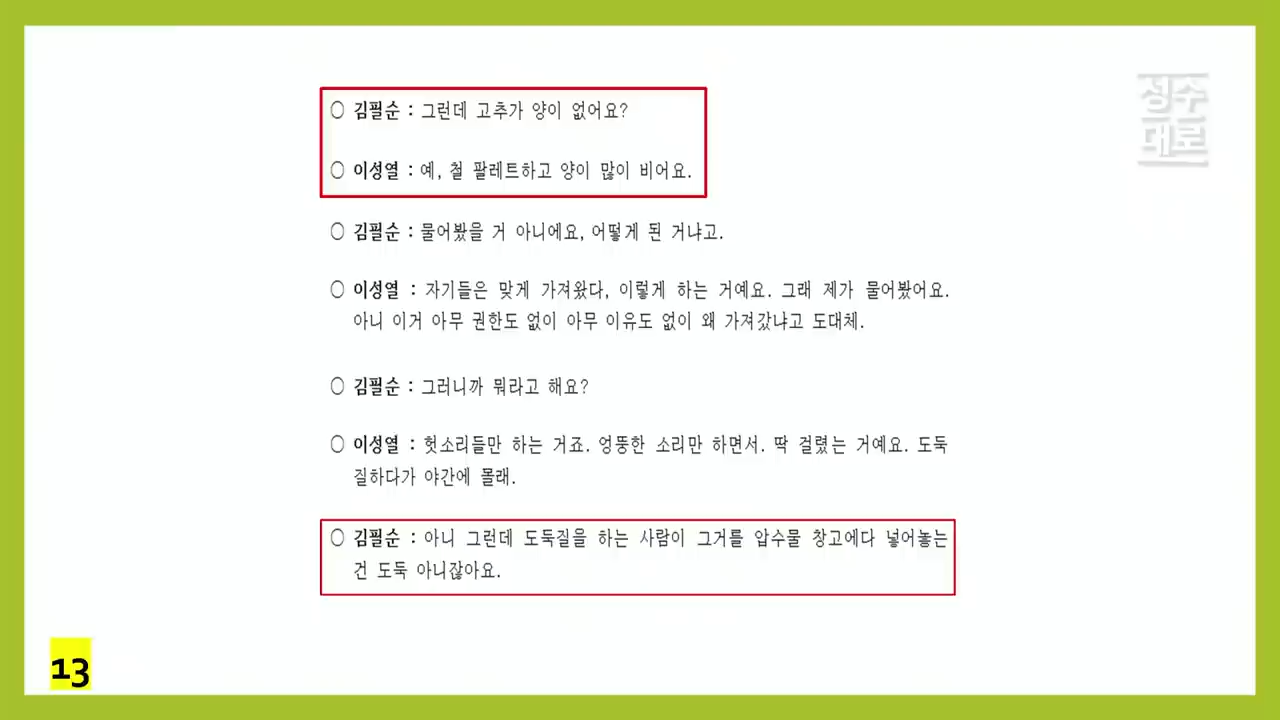 성수
대로
○ 김필순 : 그런데 고추가 양이 없어요?
○ 이성열 : 예, 철 팔레트하고 양이 많이 비어요.
○ 김필순 : 물어봤을 거 아니에요, 어떻게 된 거냐고.
○ 이성열 : 자기들은 맞게 가져왔다, 이렇게 하는 거예요. 그래 제가 물어봤어요.
아니 이거 아무 권한도 없이 아무 이유도 없이 왜 가져갔냐고 도대체.
○ 김필순 : 그러니까 뭐라고 해요?
○ 이성열 : 헛소리들만 하는 거죠. 엉뚱한 소리만 하면서. 딱 걸렸는 거예요. 도둑
질하다가 야간에 몰래.
○ 김필순 : 아니 그런데 도둑질을 하는 사람이 그거를 압수물 창고에다 넣어놓는
건 도둑 아니잖아요.
13